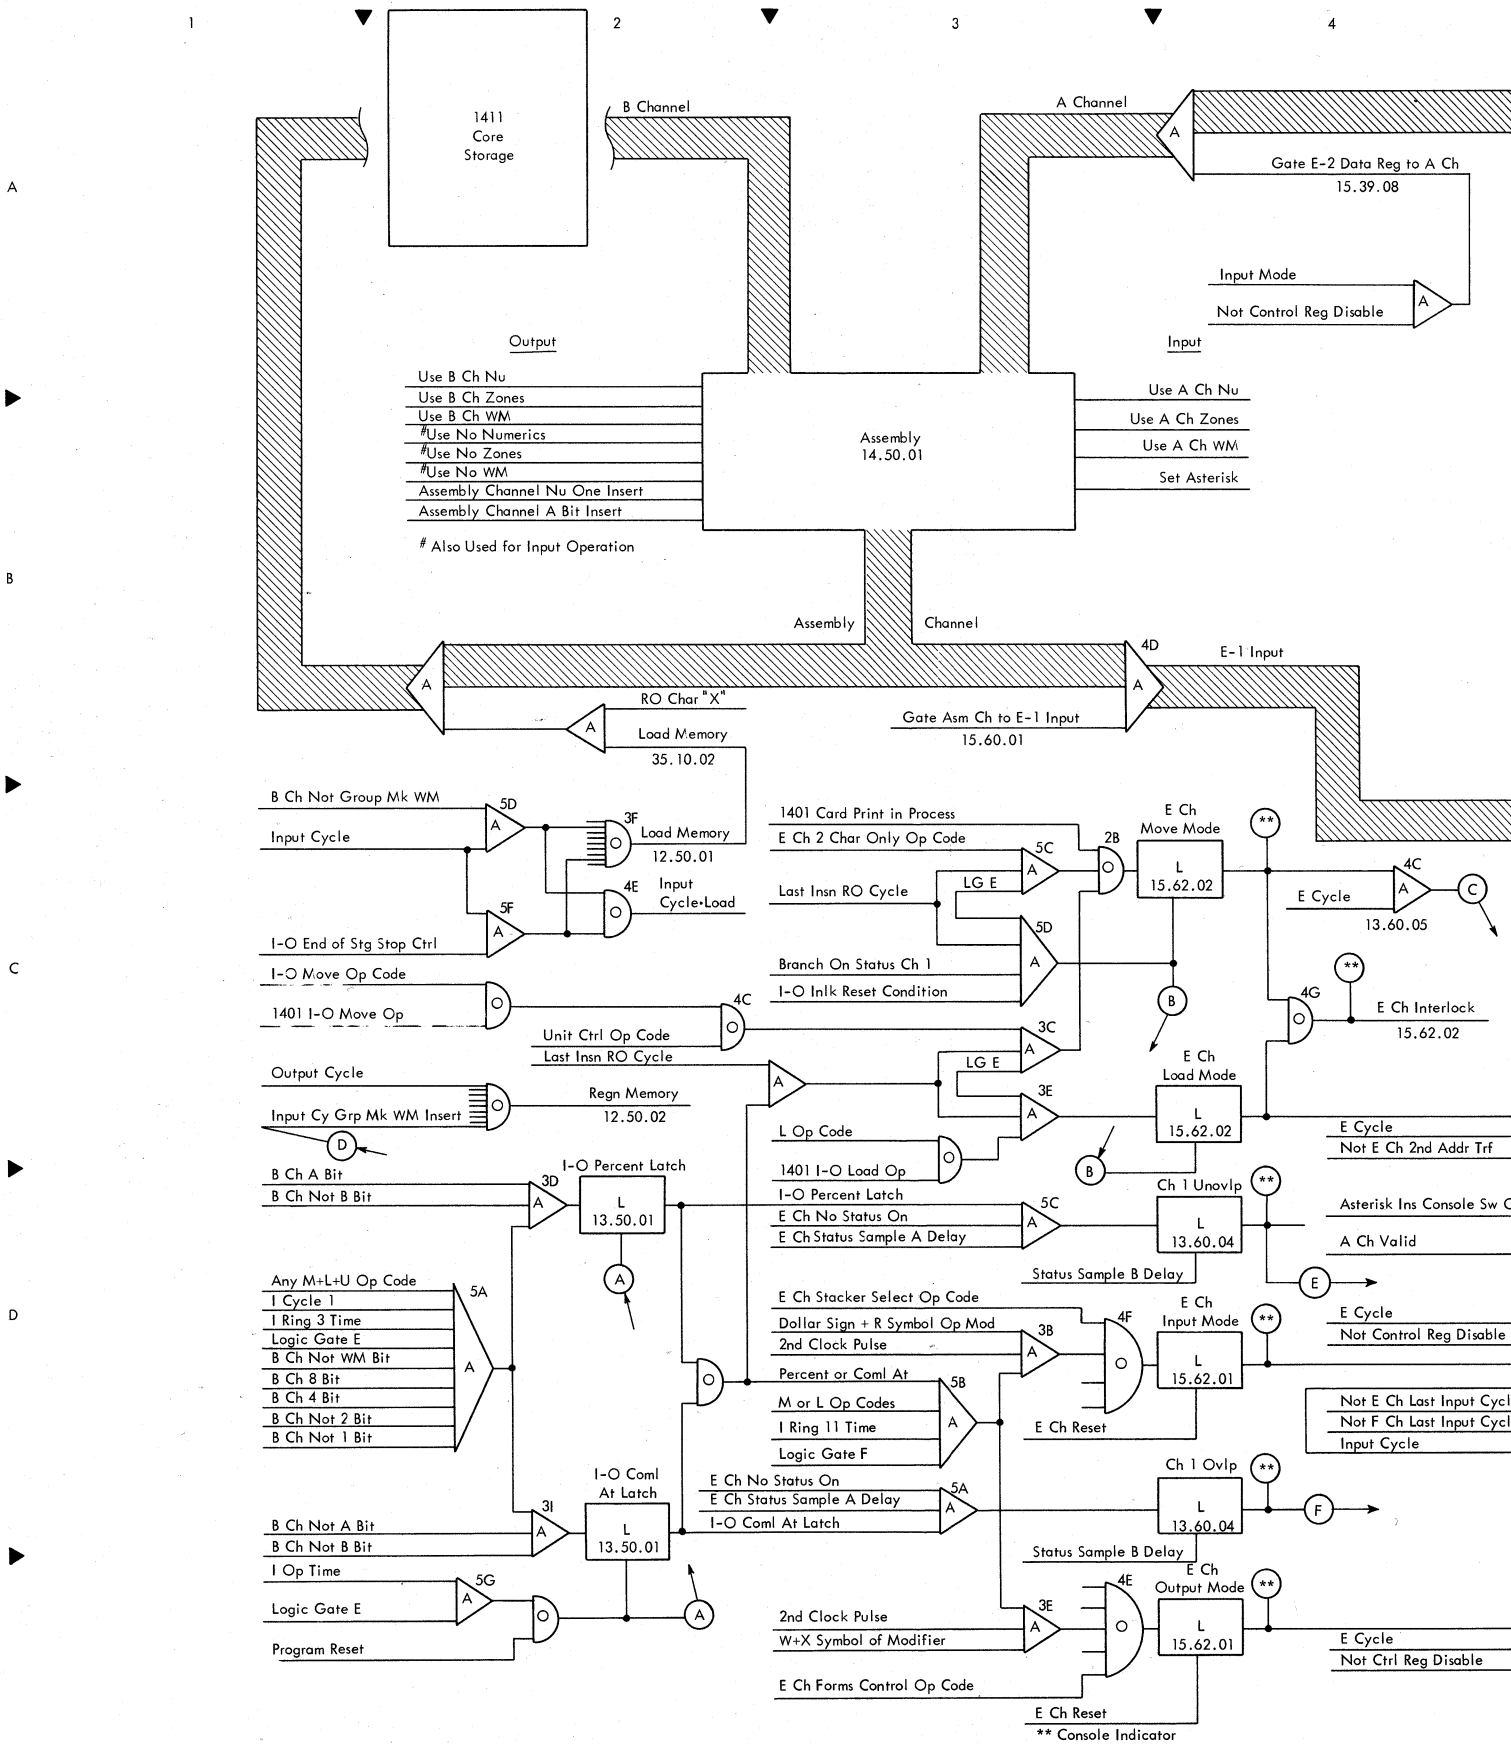 1
2
3
4
A
B
C
D
1411
Core
Storage
B Channel
A Channel
A
Gate E-2 Data Reg to A Ch
15.39.08
Input Mode
Not Control Reg Disable
A
Output
Input
Use B Ch Nu
Use B Ch Zones
Use B Ch WM
#Use No Numerics
#Use No Zones
#Use No WM
Assembly Channel Nu One Insert
Assembly Channel A Bit Insert
# Also Used for Input Operation
Assembly
14.50.01
Use A Ch Nu
Use A Ch Zones
Use A Ch WM
Set Asterisk
Assembly
Channel
4D
E-1 Input
A
A
RO Char "X"
A
Load Memory
35.10.02
Gate Asm Ch to E-1 Input
15.60.01
B Ch Not Group Mk WM
5D
A
Input Cycle
3F
O
Load Memory
12.50.01
4E
O
Input
Cycle•Load
5F
A
I-O End of Stg Stop Ctrl
I-O Move Op Code
O
1401 I-O Move Op
4C
O
Unit Ctrl Op Code
Last Insn RO Cycle
A
Output Cycle
O
Input Cy Grp Mk WM Insert
Regn Memory
12.50.02
D
1401 Card Print in Process
E Ch 2 Char Only Op Code
5C
A
2B
O
E Ch
Move Mode
L
15.62.02
**
Last Insn RO Cycle
LG E
5D
A
Branch On Status Ch 1
I-O Inlk Reset Condition
B
4C
A
E Cycle
13.60.05
C
**
4G
O
E Ch Interlock
15.62.02
3C
A
LG E
3E
A
E Ch
Load Mode
L
15.62.02
L Op Code
O
1401 I-O Load Op
B
E Cycle
Not E Ch 2nd Addr Trf
B Ch A Bit
B Ch Not B Bit
3D
A
I-O Percent Latch
L
13.50.01
A
I-O Percent Latch
E Ch No Status On
E Ch Status Sample A Delay
5C
A
Ch 1 Unovlp
L
13.60.04
**
Status Sample B Delay
E
Asterisk Ins Console Sw
A Ch Valid
Any M+L+U Op Code
I Cycle 1
I Ring 3 Time
Logic Gate E
B Ch Not WM Bit
B Ch 8 Bit
B Ch 4 Bit
B Ch Not 2 Bit
B Ch Not 1 Bit
5A
A
E Ch Stacker Select Op Code
Dollar Sign + R Symbol Op Mod
2nd Clock Pulse
3B
A
4F
O
E Ch
Input Mode
L
15.62.01
**
E Ch Reset
E Cycle
Not Control Reg Disable
O
Percent or Coml At
M or L Op Codes
I Ring 11 Time
Logic Gate F
5B
A
Not E Ch Last Input Cycl
Not F Ch Last Input Cycl
Input Cycle
I-O Coml
At Latch
3I
A
L
13.50.01
B Ch Not A Bit
B Ch Not B Bit
E Ch No Status On
E Ch Status Sample A Delay
I-O Coml At Latch
5A
A
Ch 1 Ovlp
L
13.60.04
**
F
Status Sample B Delay
I Op Time
5G
A
Logic Gate E
O
Program Reset
A
2nd Clock Pulse
W+X Symbol of Modifier
3E
A
4E
O
E Ch
Output Mode
L
15.62.01
**
E Cycle
Not Ctrl Reg Disable
E Ch Forms Control Op Code
E Ch Reset
** Console Indicator